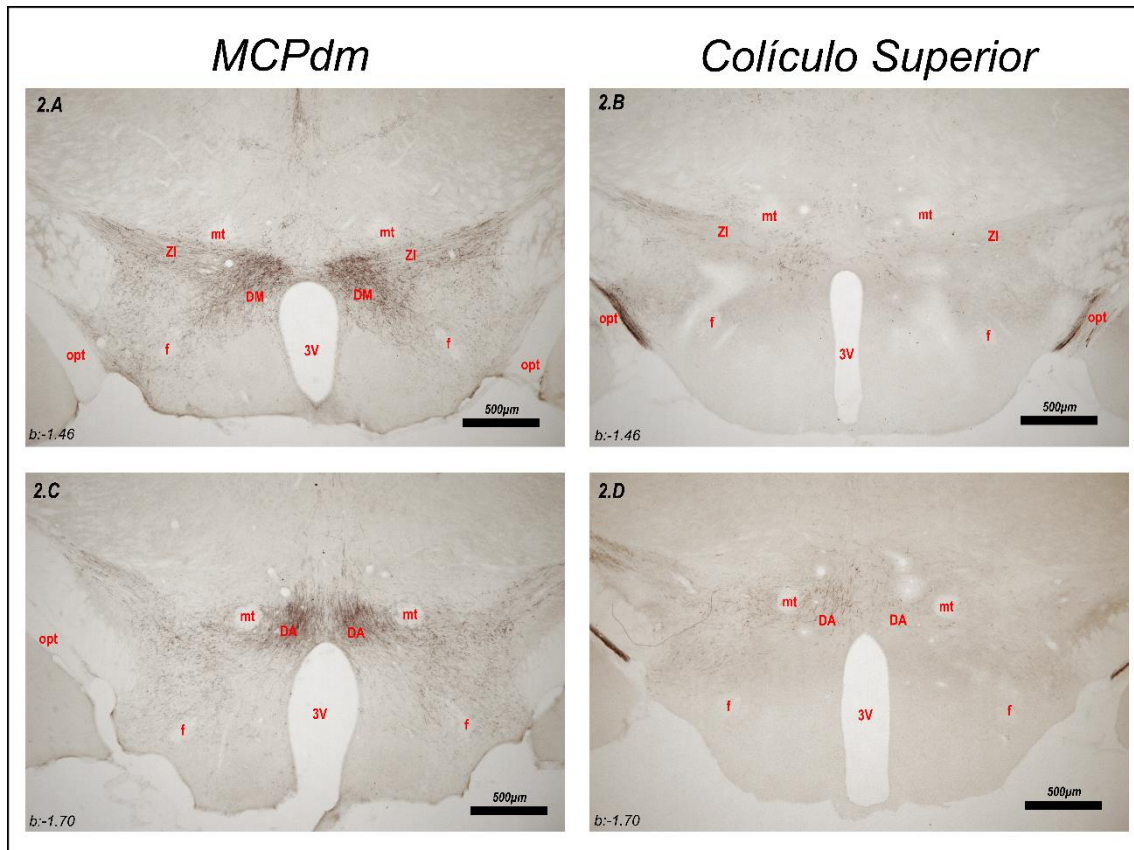 MCPdm
Colículo Superior
2.A
mt
mt
ZI
ZI
DM
DM
f
f
opt
opt
3V
500µm
b:-1.46
2.B
mt
mt
ZI
ZI
opt
opt
f
f
3V
500µm
b:-1.46
2.C
mt
mt
DA
DA
opt
f
f
3V
500µm
b:-1.70
2.D
mt
mt
DA
DA
f
f
3V
500µm
b:-1.70